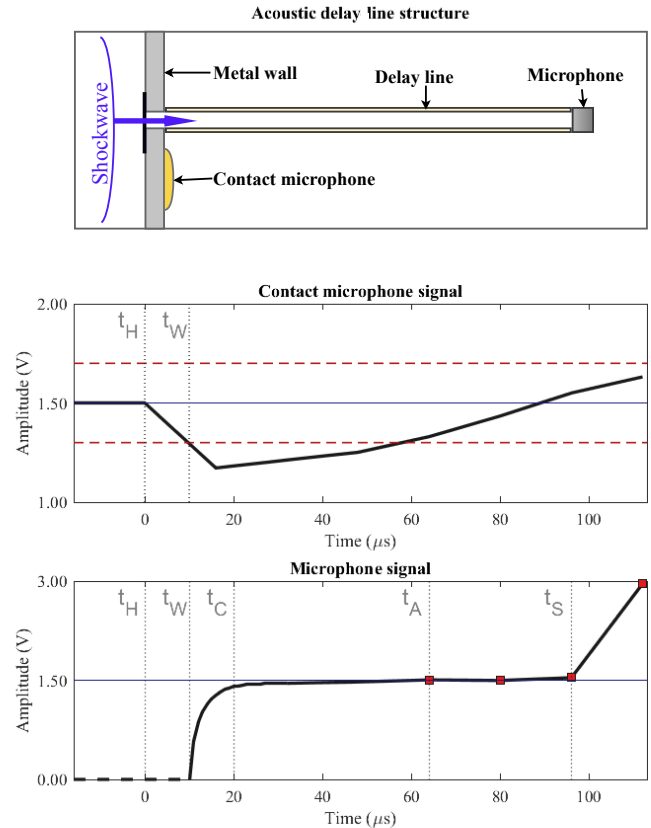 Acoustic delay line structure
Metal wall
Delay line
Microphone
Shockwave
Contact microphone
Contact microphone signal
2.00
1.50
1.00
Amplitude (V)
t_H
t_W
0
20
40
60
80
100
Time (μs)
Microphone signal
3.00
1.50
0.00
Amplitude (V)
t_H
t_W
t_C
t_A
t_S
0
20
40
60
80
100
Time (μs)